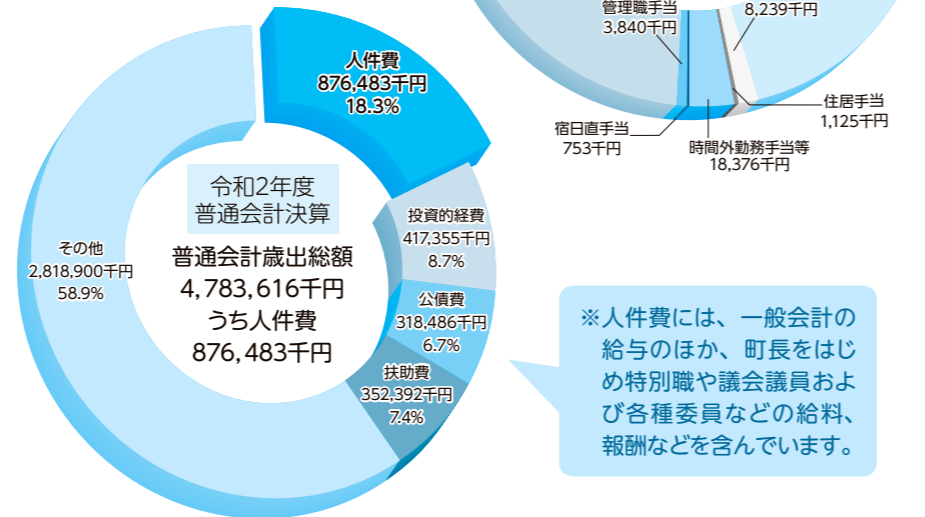 管理職手当
3,840千円
8,239千円
住居手当
1,125千円
宿日直手当
753千円
時間外勤務手当等
18,376千円
人件費
876,483千円
18.3%
投資的経費
417,355千円
8.7%
公債費
318,486千円
6.7%
扶助費
352,392千円
7.4%
その他
2,818,900千円
58.9%
令和2年度
普通会計決算
普通会計歳出総額
4,783,616千円
うち人件費
876,483千円
※人件費には、一般会計の
給与のほか、町長をはじ
め特別職や議会議員およ
び各種委員などの給料、
報酬などを含んでいます。